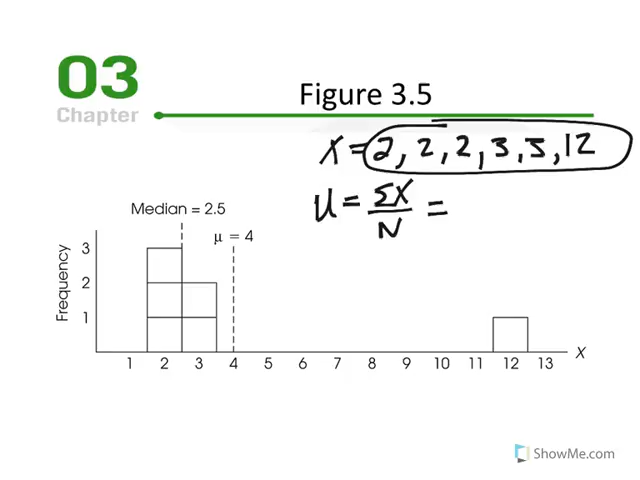 03
Chapter
Figure 3.5
X = 2, 2, 2, 3, 3, 12
Median = 2.5
μ = 4
μ = ΣX
N
=
Frequency
3
2
1
1 2 3 4 5 6 7 8 9 10 11 12 13
X
ShowMe.com